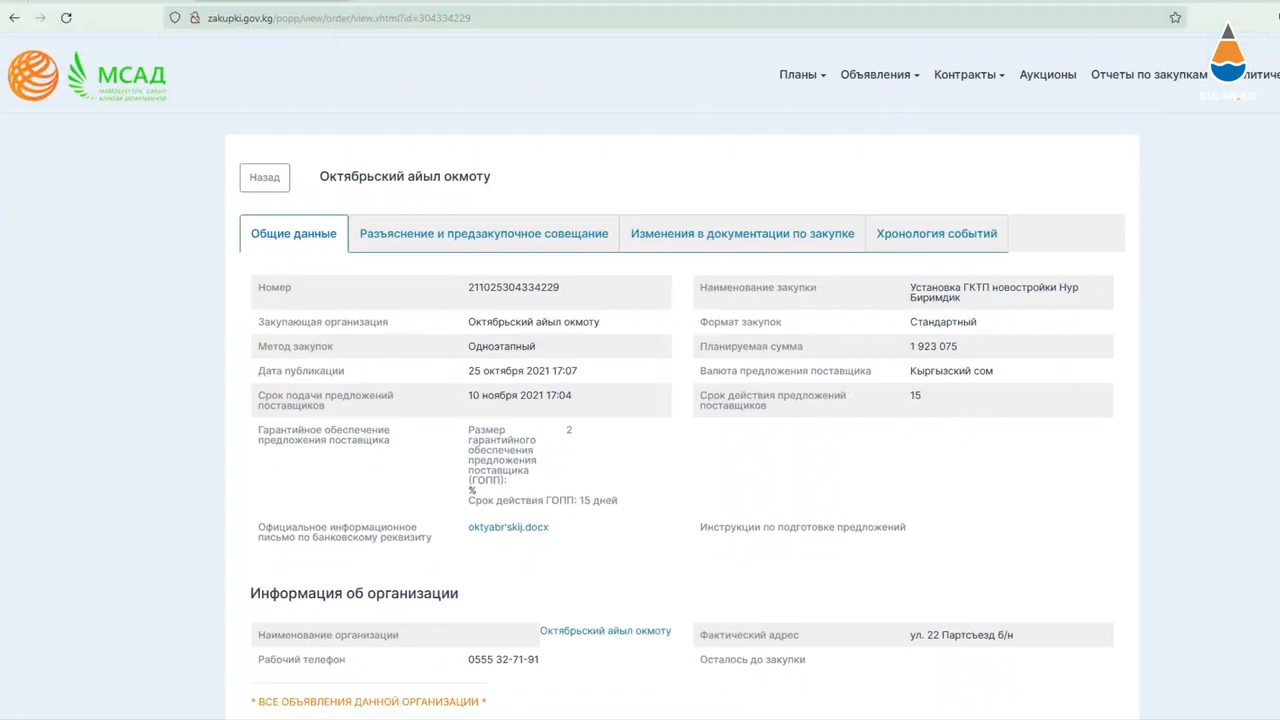 zakupki.gov.kg/popp/view/order/view.xhtml?id=304334229
МСАД
Планы
Объявления
Контракты
Аукционы
Отчеты по закупкам
Назад
Октябрьский айыл окмоту
Общие данные
Разъяснение и предзакупочное совещание
Изменения в документации по закупке
Хронология событий
Номер
211025304334229
Наименование закупки
Установка ГКТП новостройки Нур
Биримдик
Закупающая организация
Октябрьский айыл окмоту
Формат закупок
Стандартный
Метод закупок
Одноэтапный
Планируемая сумма
1 923 075
Дата публикации
25 октября 2021 17:07
Валюта предложения поставщика
Кыргызский сом
Срок подачи предложений
поставщиков
10 ноября 2021 17:04
Срок действия предложений
поставщиков
15
Гарантийное обеспечение
предложения поставщика
Размер 2
гарантийного
обеспечения
предложения
поставщика
(ГОПП):
%
Срок действия ГОПП: 15 дней
Официальное информационное
письмо по банковскому реквизиту
oktyabr'skij.docx
Инструкции по подготовке предложений
Информация об организации
Наименование организации
Октябрьский айыл окмоту
Фактический адрес
ул. 22 Партсъезд б/н
Рабочий телефон
0555 32-71-91
Осталось до закупки
* ВСЕ ОБЪЯВЛЕНИЯ ДАННОЙ ОРГАНИЗАЦИИ *